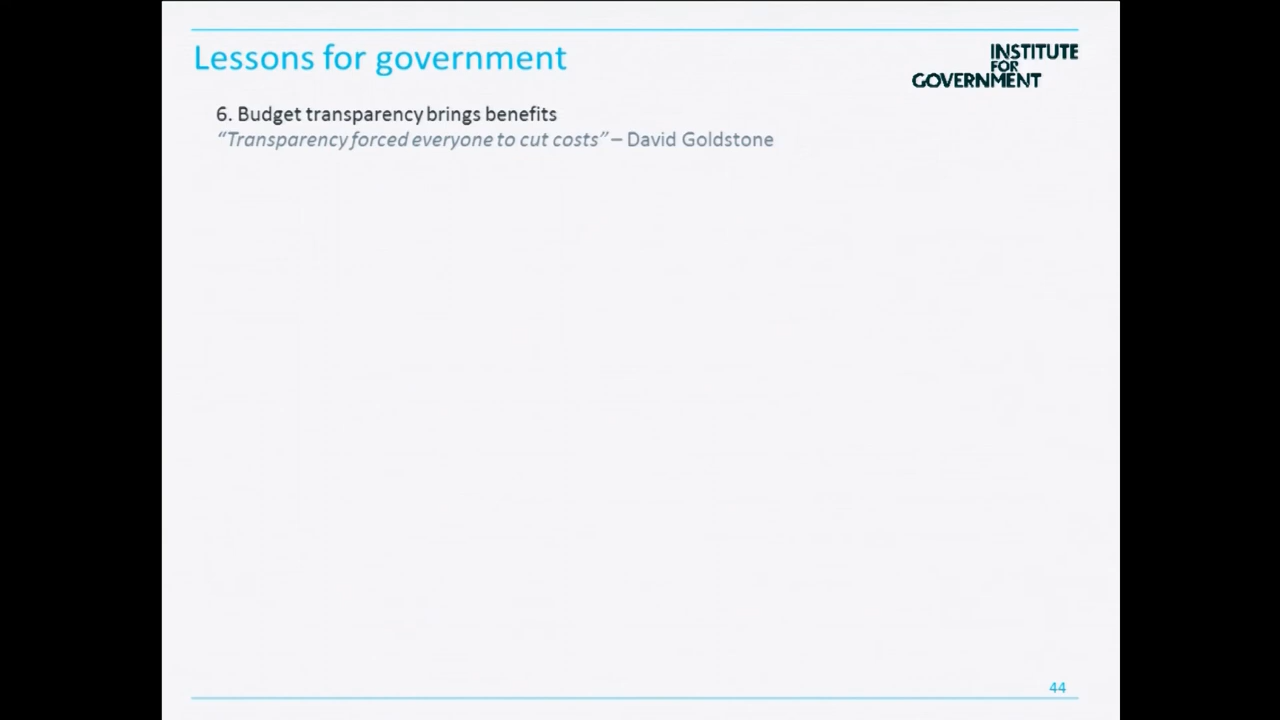 Lessons for government
INSTITUTE
FOR
GOVERNMENT
6. Budget transparency brings benefits
“Transparency forced everyone to cut costs” – David Goldstone
44